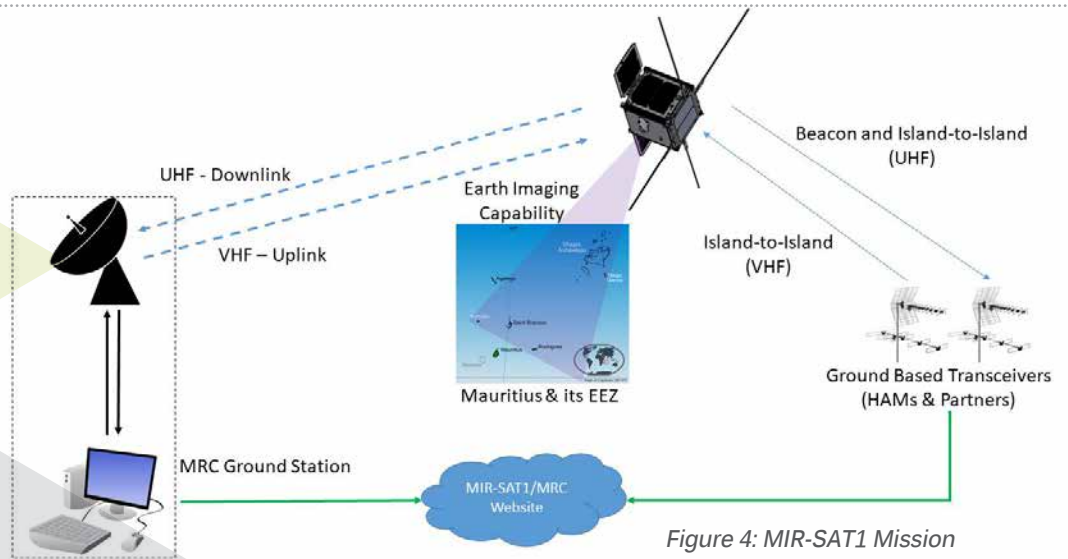 UHF - Downlink
VHF – Uplink
Earth Imaging
Capability
Beacon and Island-to-Island
(UHF)
Island-to-Island
(VHF)
Mauritius
Mauritius & its EEZ
Ground Based Transceivers
(HAMs & Partners)
MRC Ground Station
MIR-SAT1/MRC
Website
Figure 4: MIR-SAT1 Mission